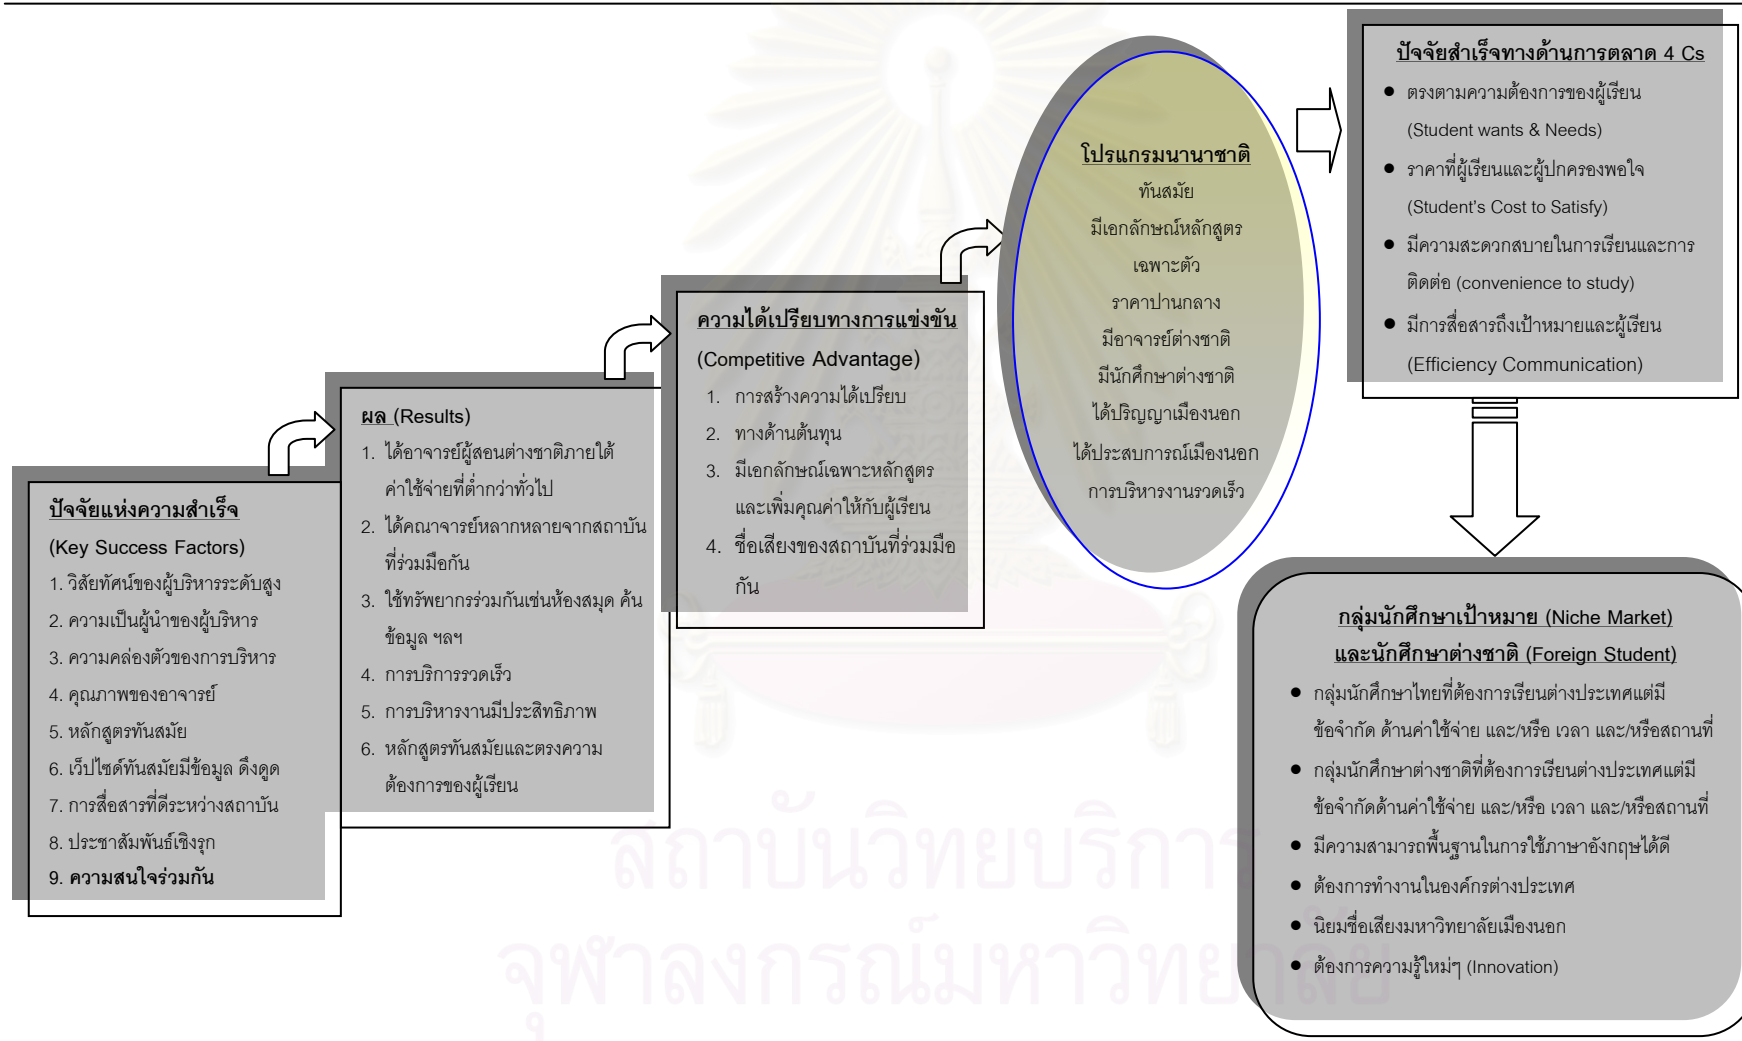 ปัจจัยแห่งความสำเร็จ
(Key Success Factors)
1. วิสัยทัศน์ของผู้บริหารระดับสูง
2. ความเป็นผู้นำของผู้บริหาร
3. ความคล่องตัวของการบริหาร
4. คุณภาพของอาจารย์
5. หลักสูตรทันสมัย
6. เว็ปไซด์ทันสมัยมีข้อมูล ดึงดูด
7. การสื่อสารที่ดีระหว่างสถาบัน
8. ประชาสัมพันธ์เชิงรุก
9. ความสนใจร่วมกัน
ผล (Results)
1. ได้อาจารย์ผู้สอนต่างชาติภายใต้
ค่าใช้จ่ายที่ต่ำกว่าทั่วไป
2. ได้คณาจารย์หลากหลายจากสถาบัน
ที่ร่วมมือกัน
3. ใช้ทรัพยากรร่วมกันเช่นห้องสมุด ค้น
ข้อมูล ฯลฯ
4. การบริการรวดเร็ว
5. การบริหารงานมีประสิทธิภาพ
6. หลักสูตรทันสมัยและตรงความ
ต้องการของผู้เรียน
ความได้เปรียบทางการแข่งขัน
(Competitive Advantage)
1. การสร้างความได้เปรียบ
2. ทางด้านต้นทุน
3. มีเอกลักษณ์เฉพาะหลักสูตร
และเพิ่มคุณค่าให้กับผู้เรียน
4. ชื่อเสียงของสถาบันที่ร่วมมือ
กัน
โปรแกรมนานาชาติ
ทันสมัย
มีเอกลักษณ์หลักสูตร
เฉพาะตัว
ราคาปานกลาง
มีอาจารย์ต่างชาติ
มีนักศึกษาต่างชาติ
ได้ปริญญาเมืองนอก
ได้ประสบการณ์เมืองนอก
การบริหารงานรวดเร็ว
ปัจจัยสำเร็จทางด้านการตลาด 4 Cs
● ตรงตามความต้องการของผู้เรียน
(Student wants & Needs)
● ราคาที่ผู้เรียนและผู้ปกครองพอใจ
(Student's Cost to Satisfy)
● มีความสะดวกสบายในการเรียนและการ
ติดต่อ (convenience to study)
● มีการสื่อสารถึงเป้าหมายและผู้เรียน
(Efficiency Communication)
กลุ่มนักศึกษาเป้าหมาย (Niche Market)
และนักศึกษาต่างชาติ (Foreign Student)
● กลุ่มนักศึกษาไทยที่ต้องการเรียนต่างประเทศแต่มี
ข้อจำกัด ด้านค่าใช้จ่าย และ/หรือ เวลา และ/หรือสถานที่
● กลุ่มนักศึกษาต่างชาติที่ต้องการเรียนต่างประเทศแต่มี
ข้อจำกัดด้านค่าใช้จ่าย และ/หรือ เวลา และ/หรือสถานที่
● มีความสามารถพื้นฐานในการใช้ภาษาอังกฤษได้ดี
● ต้องการทำงานในองค์กรต่างประเทศ
● นิยมชื่อเสียงมหาวิทยาลัยเมืองนอก
● ต้องการความรู้ใหม่ๆ (Innovation)
สถาบันวิทยบริการ
จุฬาลงกรณ์มหาวิทยาลัย